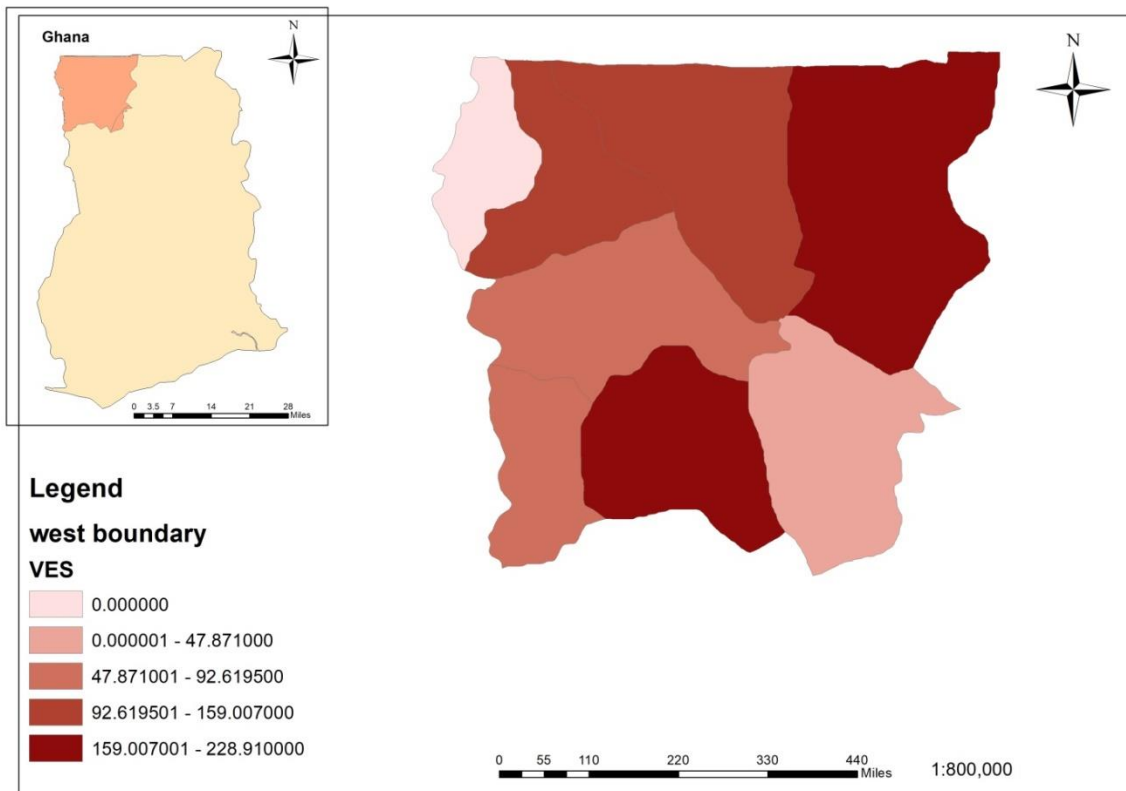 Ghana
N
0 3.5 7 14 21 28
Miles
N
Legend
west boundary
VES
0.000000
0.000001 - 47.871000
47.871001 - 92.619500
92.619501 - 159.007000
159.007001 - 228.910000
0 55 110 220 330 440
Miles
1:800,000